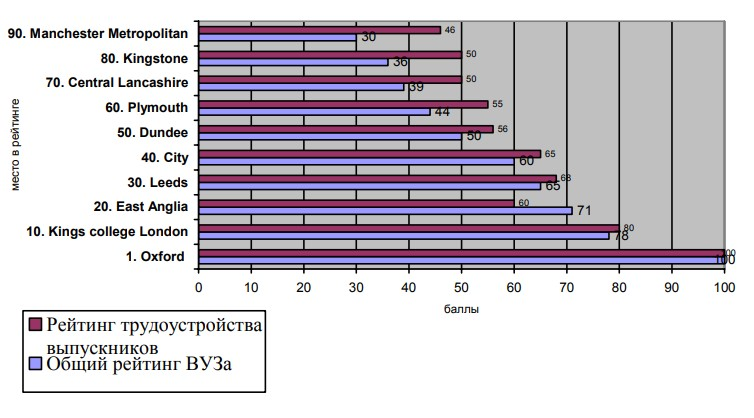 90. Manchester Metropolitan
46
30
80. Kingstone
50
36
70. Central Lancashire
50
39
60. Plymouth
55
44
50. Dundee
56
50
40. City
65
60
30. Leeds
68
65
20. East Anglia
60
71
10. Kings college London
80
78
1. Oxford
100
100
место в рейтинге
0 10 20 30 40 50 60 70 80 90 100
баллы
Рейтинг трудоустройства
выпускников
Общий рейтинг ВУЗа